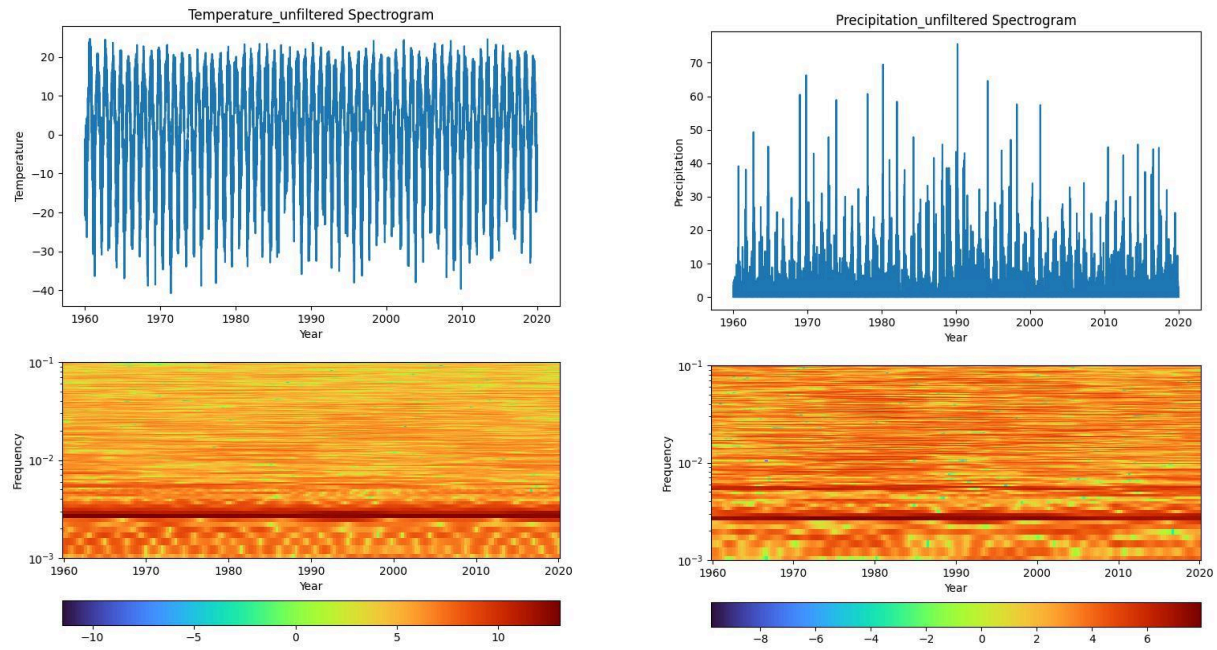 Temperature_unfiltered Spectrogram
20
10
0
−10
−20
−30
−40
Temperature
1960 1970 1980 1990 2000 2010 2020
Year
10⁻¹
10⁻²
10⁻³
Frequency
1960 1970 1980 1990 2000 2010 2020
Year
−10 −5 0 5 10
Precipitation_unfiltered Spectrogram
70
60
50
40
30
20
10
0
Precipitation
1960 1970 1980 1990 2000 2010 2020
Year
10⁻¹
10⁻²
10⁻³
Frequency
1960 1970 1980 1990 2000 2010 2020
Year
−8 −6 −4 −2 0 2 4 6